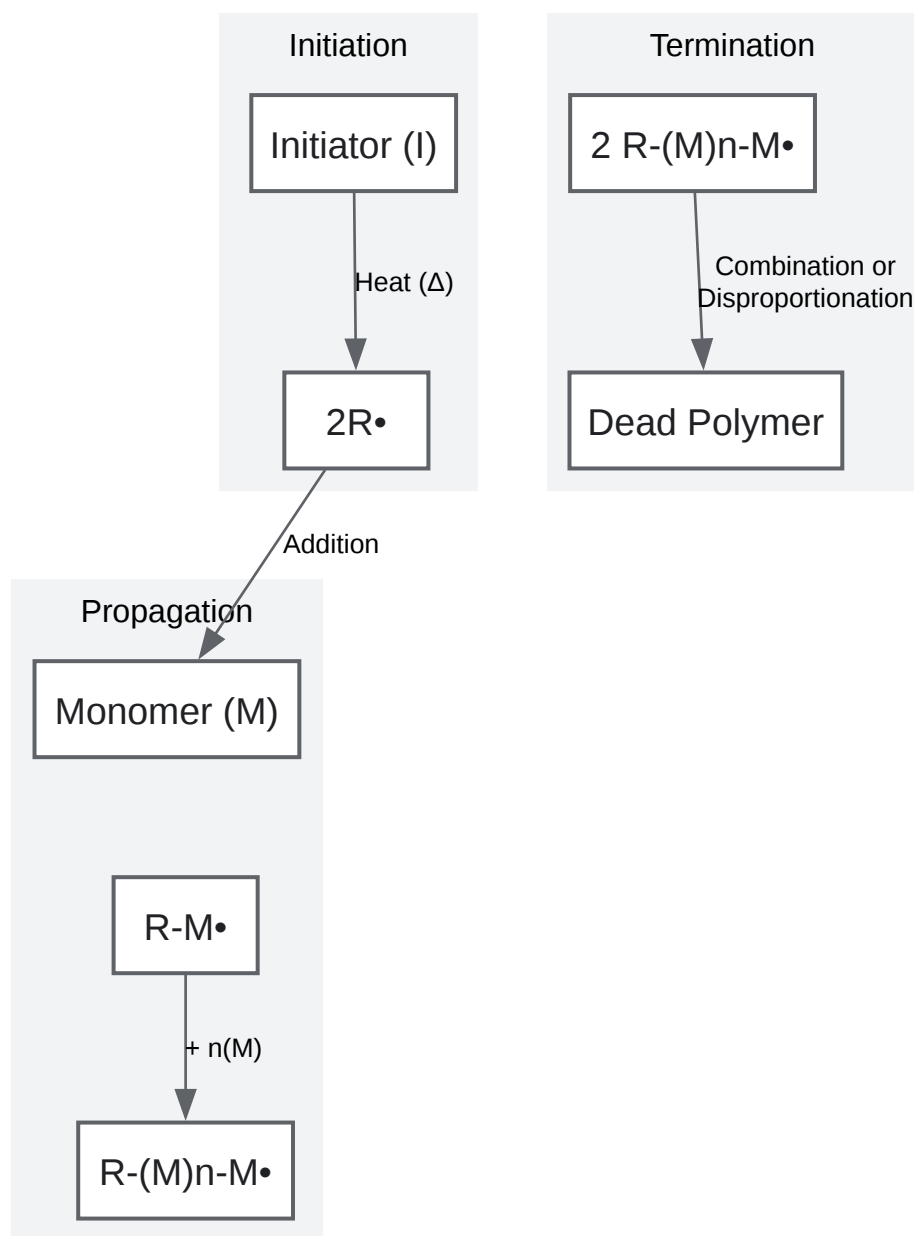 Initiation
Initiator (I)
Heat (Δ)
2R•
Addition
Propagation
Monomer (M)
R-M•
+ n(M)
R-(M)n-M•
Termination
2 R-(M)n-M•
Combination or
Disproportionation
Dead Polymer